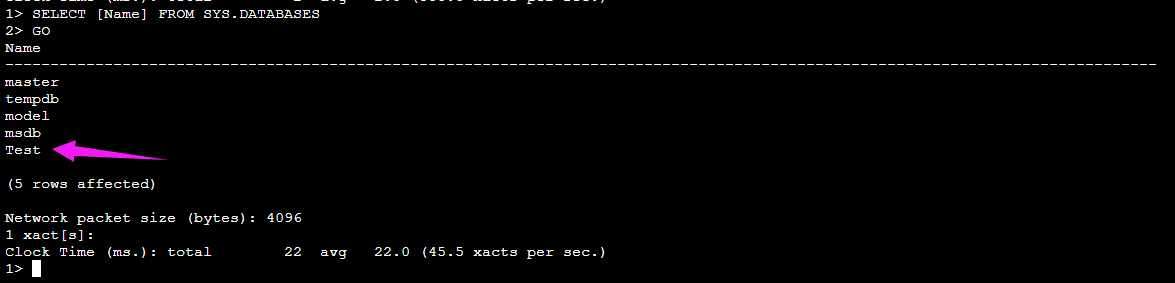 1> SELECT [Name] FROM SYS.DATABASES
2> GO
Name
--------------------------------------------------------------------------------------------------------------------------------
master
tempdb
model
msdb
Test
(5 rows affected)
Network packet size (bytes): 4096
1 xact[s]:
Clock Time (ms.): total        22  avg   22.0 (45.5 xacts per sec.)
1>